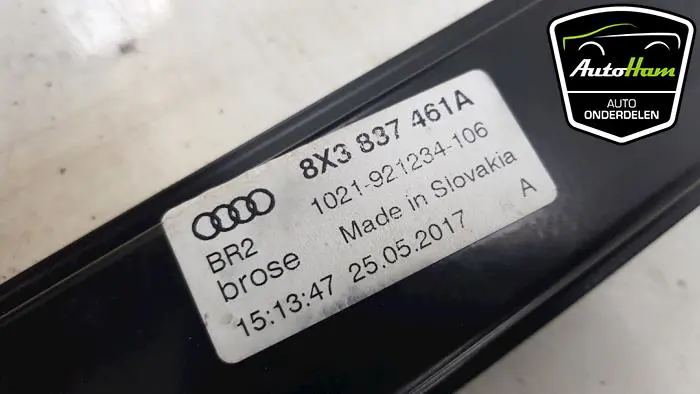 8X3 837 461A
1021-921234-106
BR2
Made in Slovakia
brose
A
15:13:47 25.05.2017
AutoHam
AUTO
ONDERDELEN